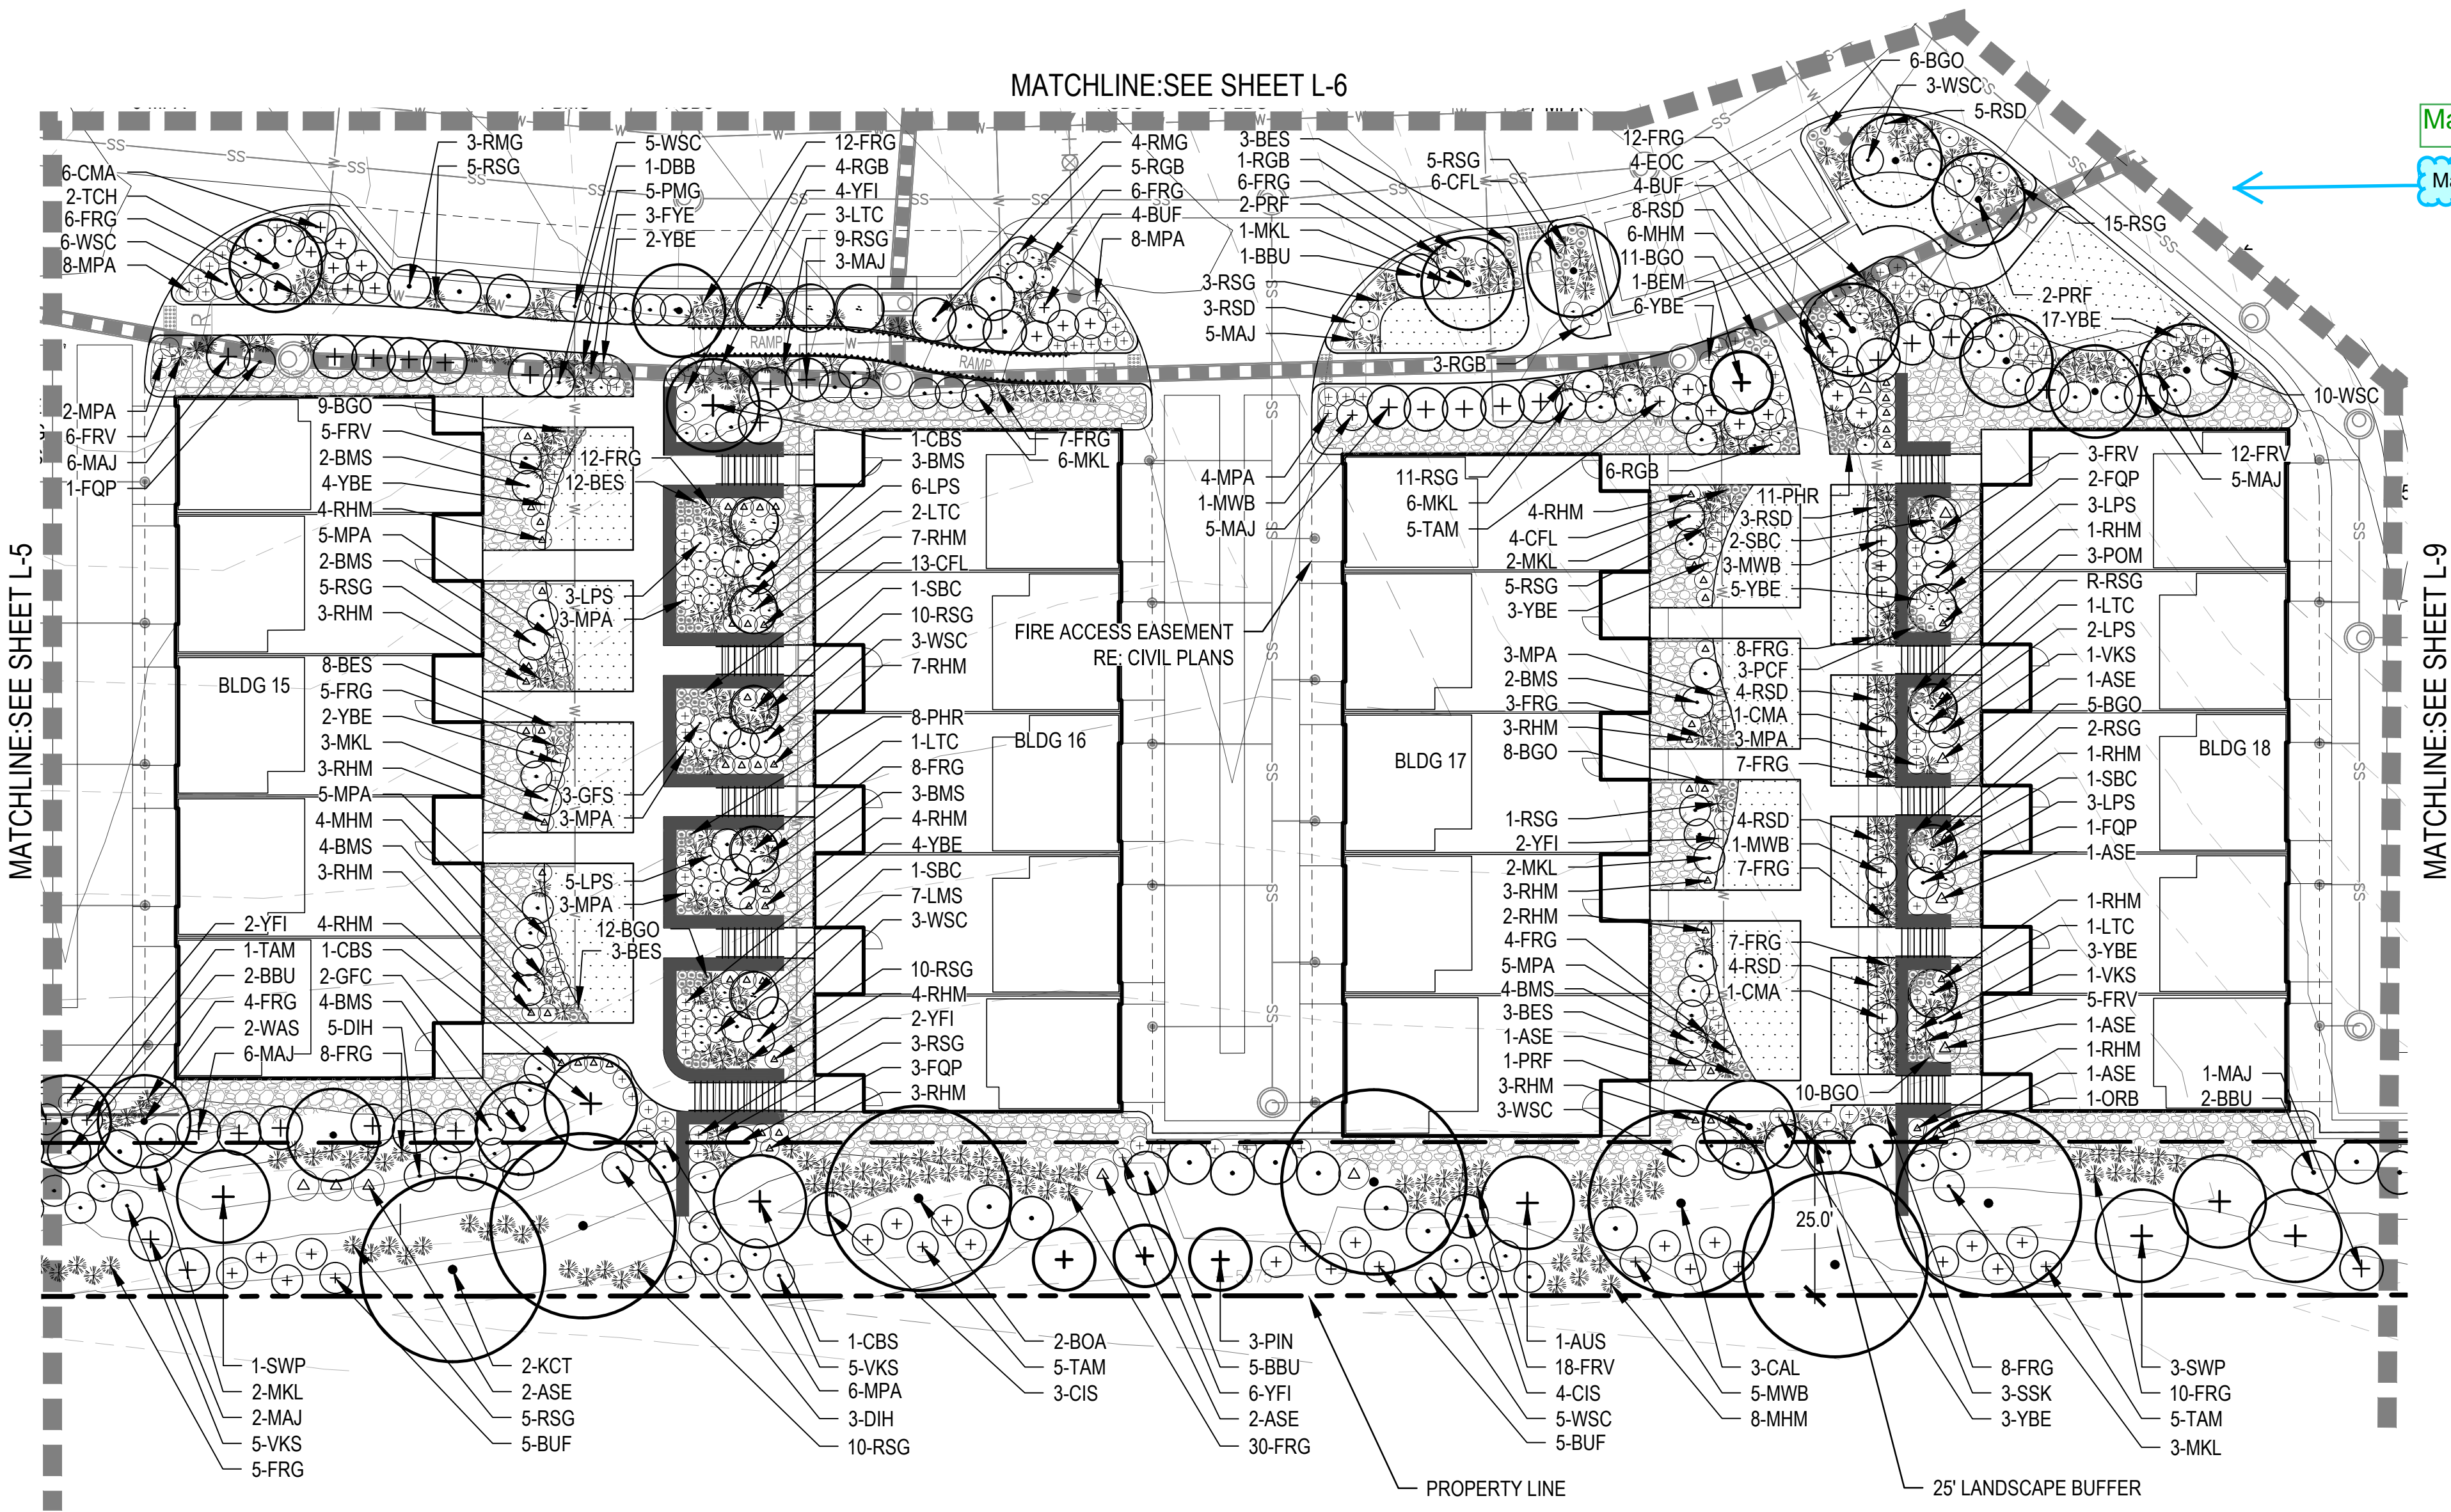 MATCHLINE:SEE SHEET L-6
6-BGO
3-WSC
5-RSD
Ma
Ma
3-RMG
5-RSG
5-WSC
1-DBB
5-PMG
3-FYE
2-YBE
12-FRG
4-RGB
4-YFI
3-LTC
9-RSG
3-MAJ
4-RMG
5-RGB
6-FRG
4-BUF
8-MPA
3-BES
1-RGB
6-FRG
2-PRF
1-MKL
1-BBU
3-RSG
3-RSD
5-MAJ
5-RSG
6-CFL
3-RGB
12-FRG
4-EOC
4-BUF
8-RSD
6-MHM
11-BGO
1-BEM
6-YBE
15-RSG
2-PRF
17-YBE
10-WSC
6-CMA
2-TCH
6-FRG
6-WSC
8-MPA
RAMP
RAMP
2-MPA
6-FRV
6-MAJ
1-FQP
9-BGO
5-FRV
2-BMS
4-YBE
4-RHM
5-MPA
2-BMS
5-RSG
3-RHM
8-BES
5-FRG
2-YBE
3-MKL
3-RHM
5-MPA
4-MHM
4-BMS
3-RHM
BLDG 15
12-FRG
12-BES
3-LPS
3-MPA
3-GFS
3-MPA
5-LPS
3-MPA
12-BGO
3-BES
1-CBS
3-BMS
6-LPS
2-LTC
7-RHM
13-CFL
1-SBC
10-RSG
3-WSC
7-RHM
8-PHR
1-LTC
8-FRG
3-BMS
4-RHM
4-YBE
1-SBC
7-LMS
3-WSC
10-RSG
4-RHM
2-YFI
3-RSG
3-FQP
3-RHM
7-FRG
6-MKL
BLDG 16
FIRE ACCESS EASEMENT
RE: CIVIL PLANS
4-MPA
1-MWB
5-MAJ
11-RSG
6-MKL
5-TAM
6-RGB
4-RHM
4-CFL
2-MKL
5-RSG
3-YBE
3-MPA
2-BMS
3-FRG
3-RHM
8-BGO
1-RSG
2-YFI
2-MKL
3-RHM
2-RHM
4-FRG
5-MPA
4-BMS
3-BES
1-ASE
1-PRF
3-RHM
3-WSC
BLDG 17
11-PHR
3-RSD
2-SBC
3-MWB
5-YBE
8-FRG
3-PCF
4-RSD
1-CMA
3-MPA
7-FRG
4-RSD
1-MWB
7-FRG
7-FRG
4-RSD
1-CMA
10-BGO
3-FRV
2-FQP
3-LPS
1-RHM
3-POM
R-RSG
1-LTC
2-LPS
1-VKS
1-ASE
5-BGO
2-RSG
1-RHM
1-SBC
3-LPS
1-FQP
1-ASE
1-RHM
1-LTC
3-YBE
1-VKS
5-FRV
1-ASE
1-RHM
1-ASE
1-ORB
12-FRV
5-MAJ
BLDG 18
1-MAJ
2-BBU
MATCHLINE:SEE SHEET L-5
MATCHLINE:SEE SHEET L-9
2-YFI
1-TAM
2-BBU
4-FRG
2-WAS
6-MAJ
4-RHM
1-CBS
2-GFC
4-BMS
5-DIH
8-FRG
25.0'
5575
1-SWP
2-MKL
2-MAJ
5-VKS
5-FRG
2-KCT
2-ASE
5-RSG
5-BUF
1-CBS
5-VKS
6-MPA
3-DIH
10-RSG
2-BOA
5-TAM
3-CIS
3-PIN
5-BBU
6-YFI
2-ASE
30-FRG
1-AUS
18-FRV
4-CIS
5-WSC
5-BUF
3-CAL
5-MWB
8-MHM
8-FRG
3-SSK
3-YBE
3-SWP
10-FRG
5-TAM
3-MKL
PROPERTY LINE
25' LANDSCAPE BUFFER